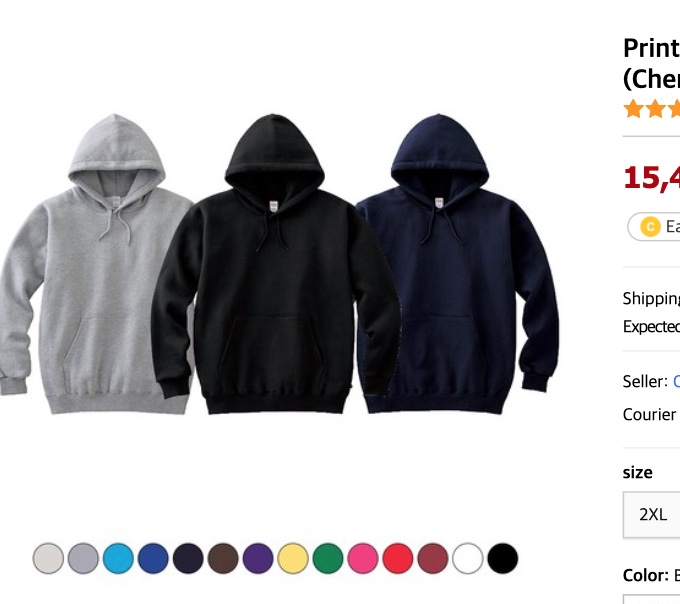 Print
(Cher
15,4
C Ea
Shipping
Expected
Seller: C
Courier
size
2XL
Color: B